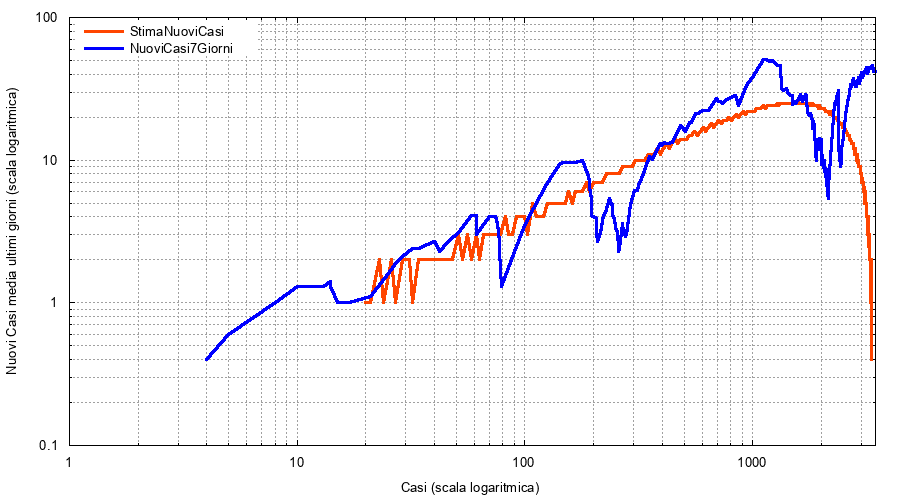 100
10
1
0.1
StimaNuoviCasi
NuoviCasi7Giorni
Nuovi Casi media ultimi giorni (scala logaritmica)
1 10 100 1000
Casi (scala logaritmica)